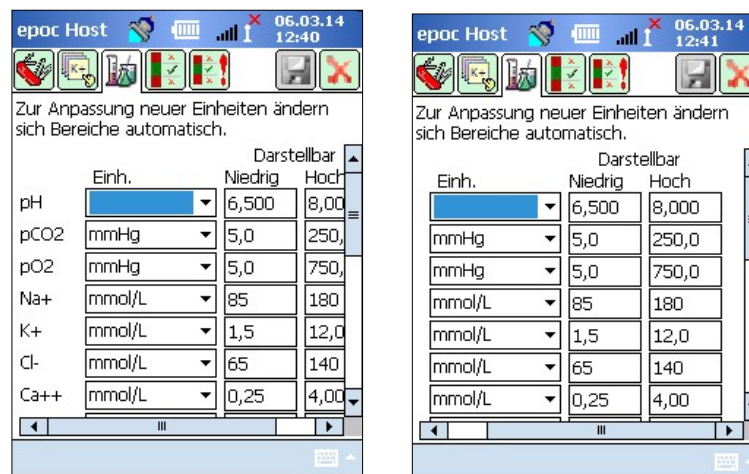 epoc Host 06.03.14
12:40
K+
Zur Anpassung neuer Einheiten ändern
sich Bereiche automatisch.
Darstellbar
Einh. Niedrig Hoch
pH 6,500 8,00
pCO2 mmHg 5,0 250,
pO2 mmHg 5,0 750,
Na+ mmol/L 85 180
K+ mmol/L 1,5 12,0
Cl- mmol/L 65 140
Ca++ mmol/L 0,25 4,00
epoc Host 06.03.14
12:41
K+
Zur Anpassung neuer Einheiten ändern
sich Bereiche automatisch.
Darstellbar
Einh. Niedrig Hoch
6,500 8,000
mmHg 5,0 250,0
mmHg 5,0 750,0
mmol/L 85 180
mmol/L 1,5 12,0
mmol/L 65 140
mmol/L 0,25 4,00